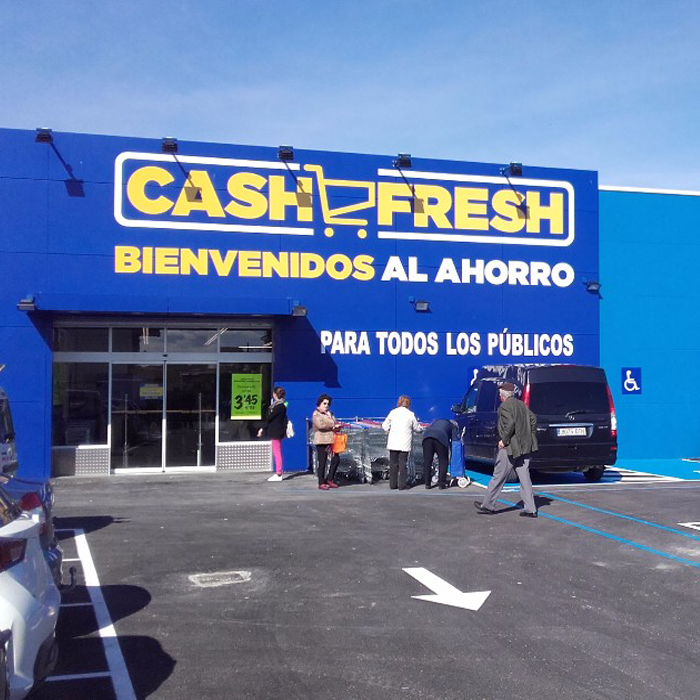 CASH FRESH
BIENVENIDOS AL AHORRO
PARA TODOS LOS PÚBLICOS
3'45